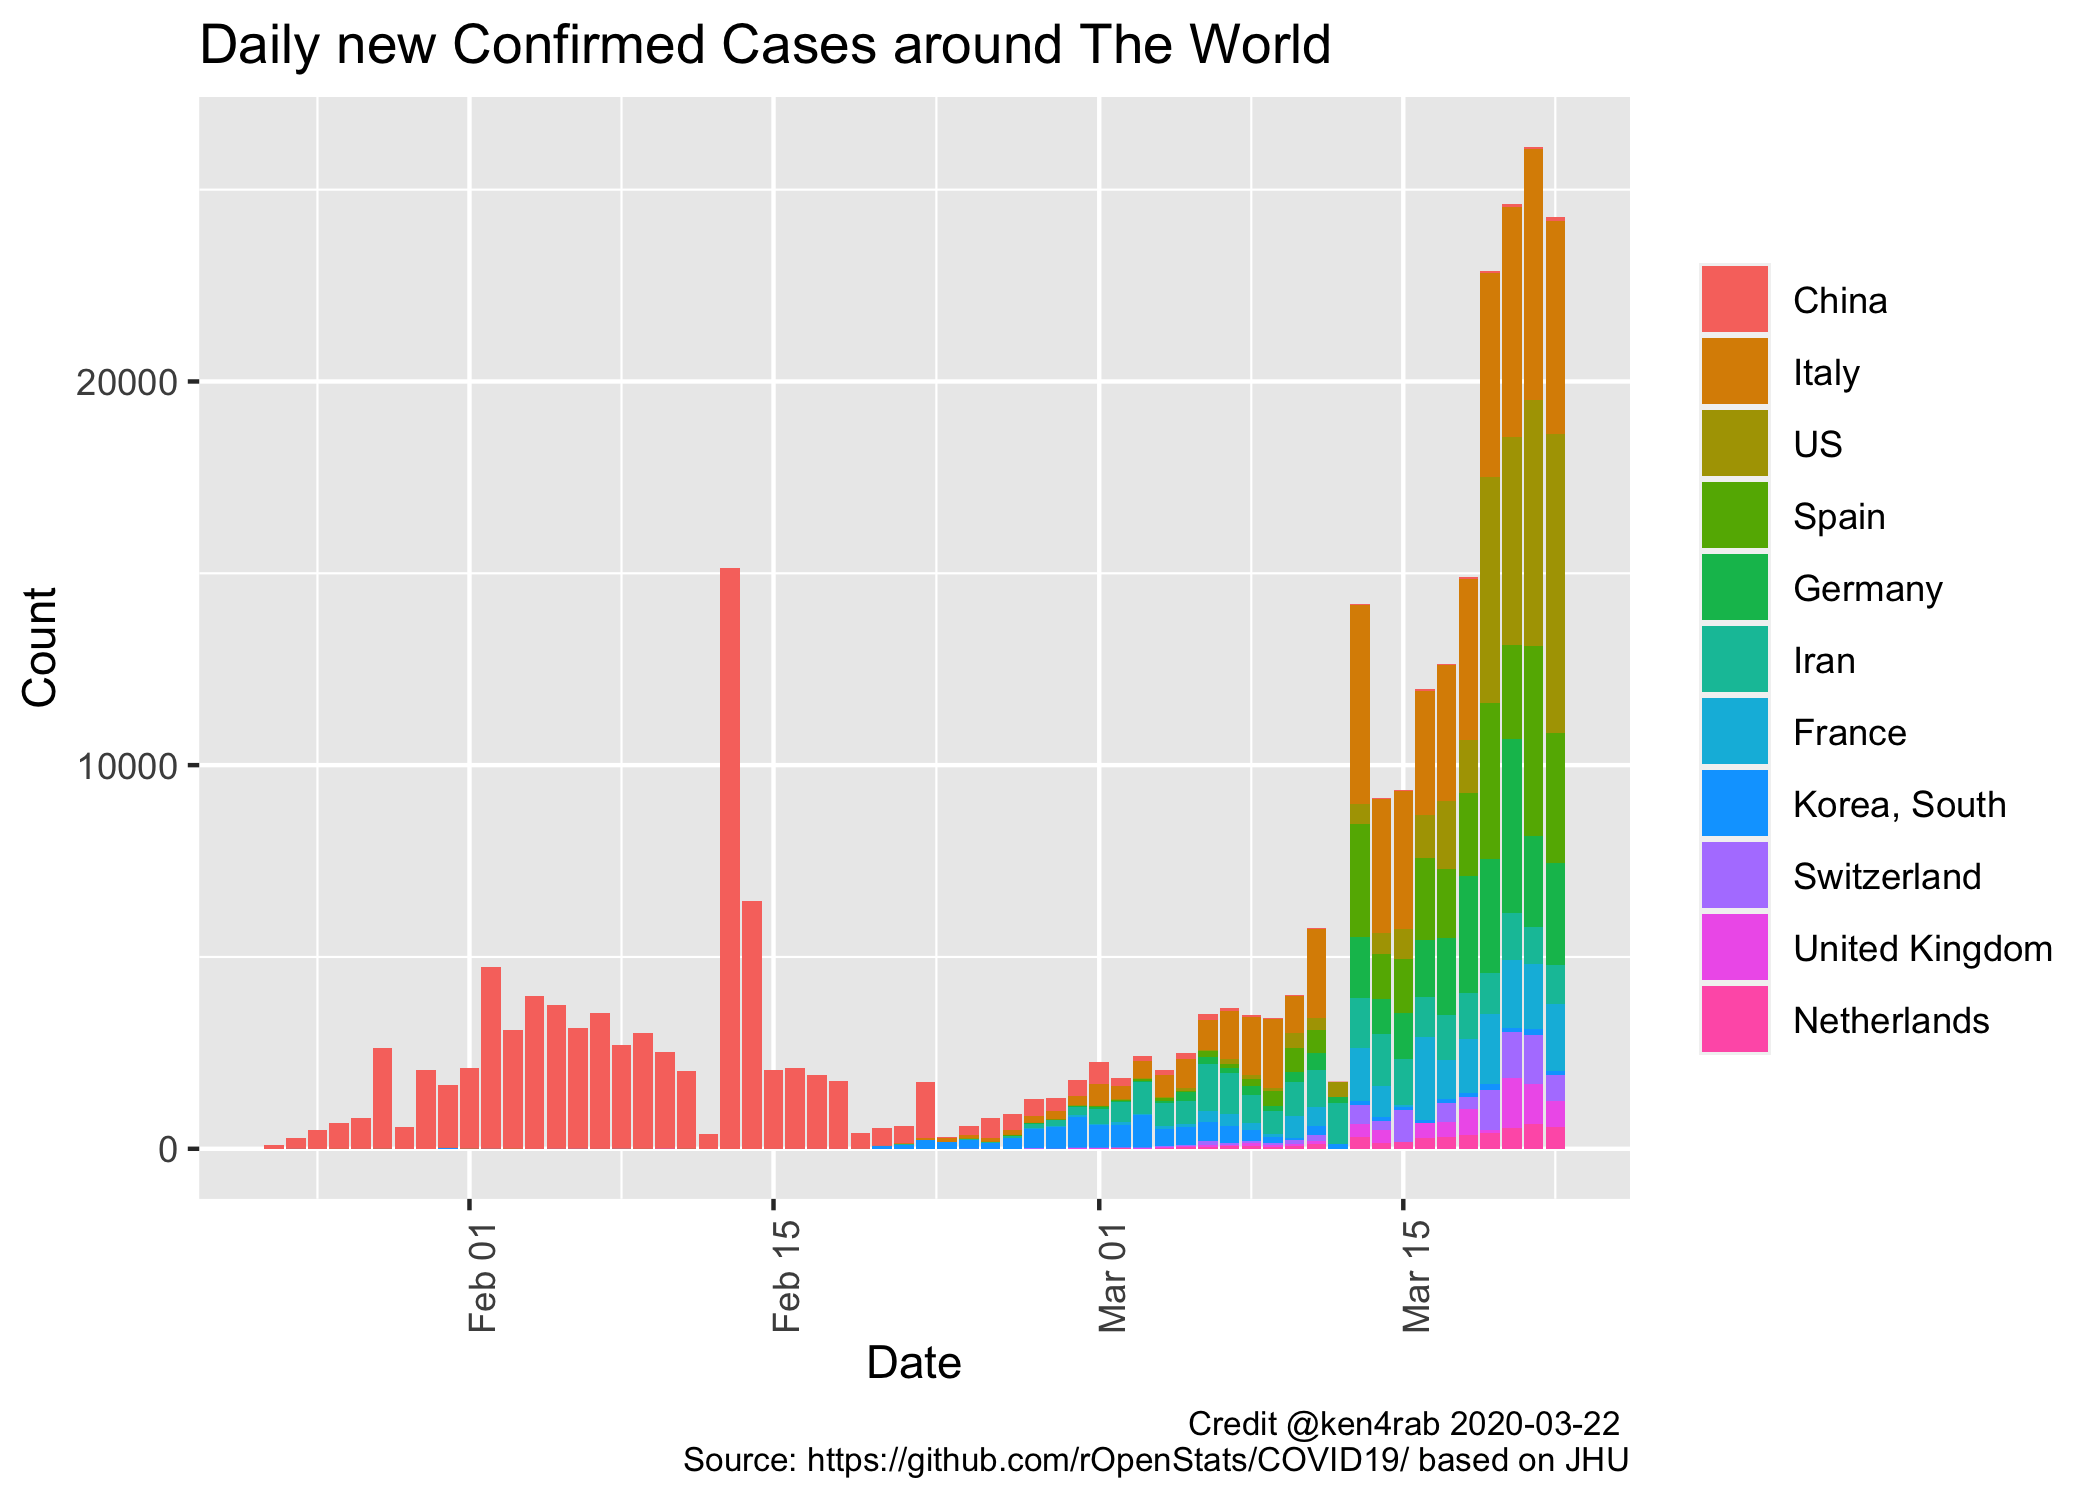 Daily new Confirmed Cases around The World
Count
20000
10000
0
Feb 01
Feb 15
Mar 01
Mar 15
Date
China
Italy
US
Spain
Germany
Iran
France
Korea, South
Switzerland
United Kingdom
Netherlands
Credit @ken4rab 2020-03-22
Source: https://github.com/rOpenStats/COVID19/ based on JHU